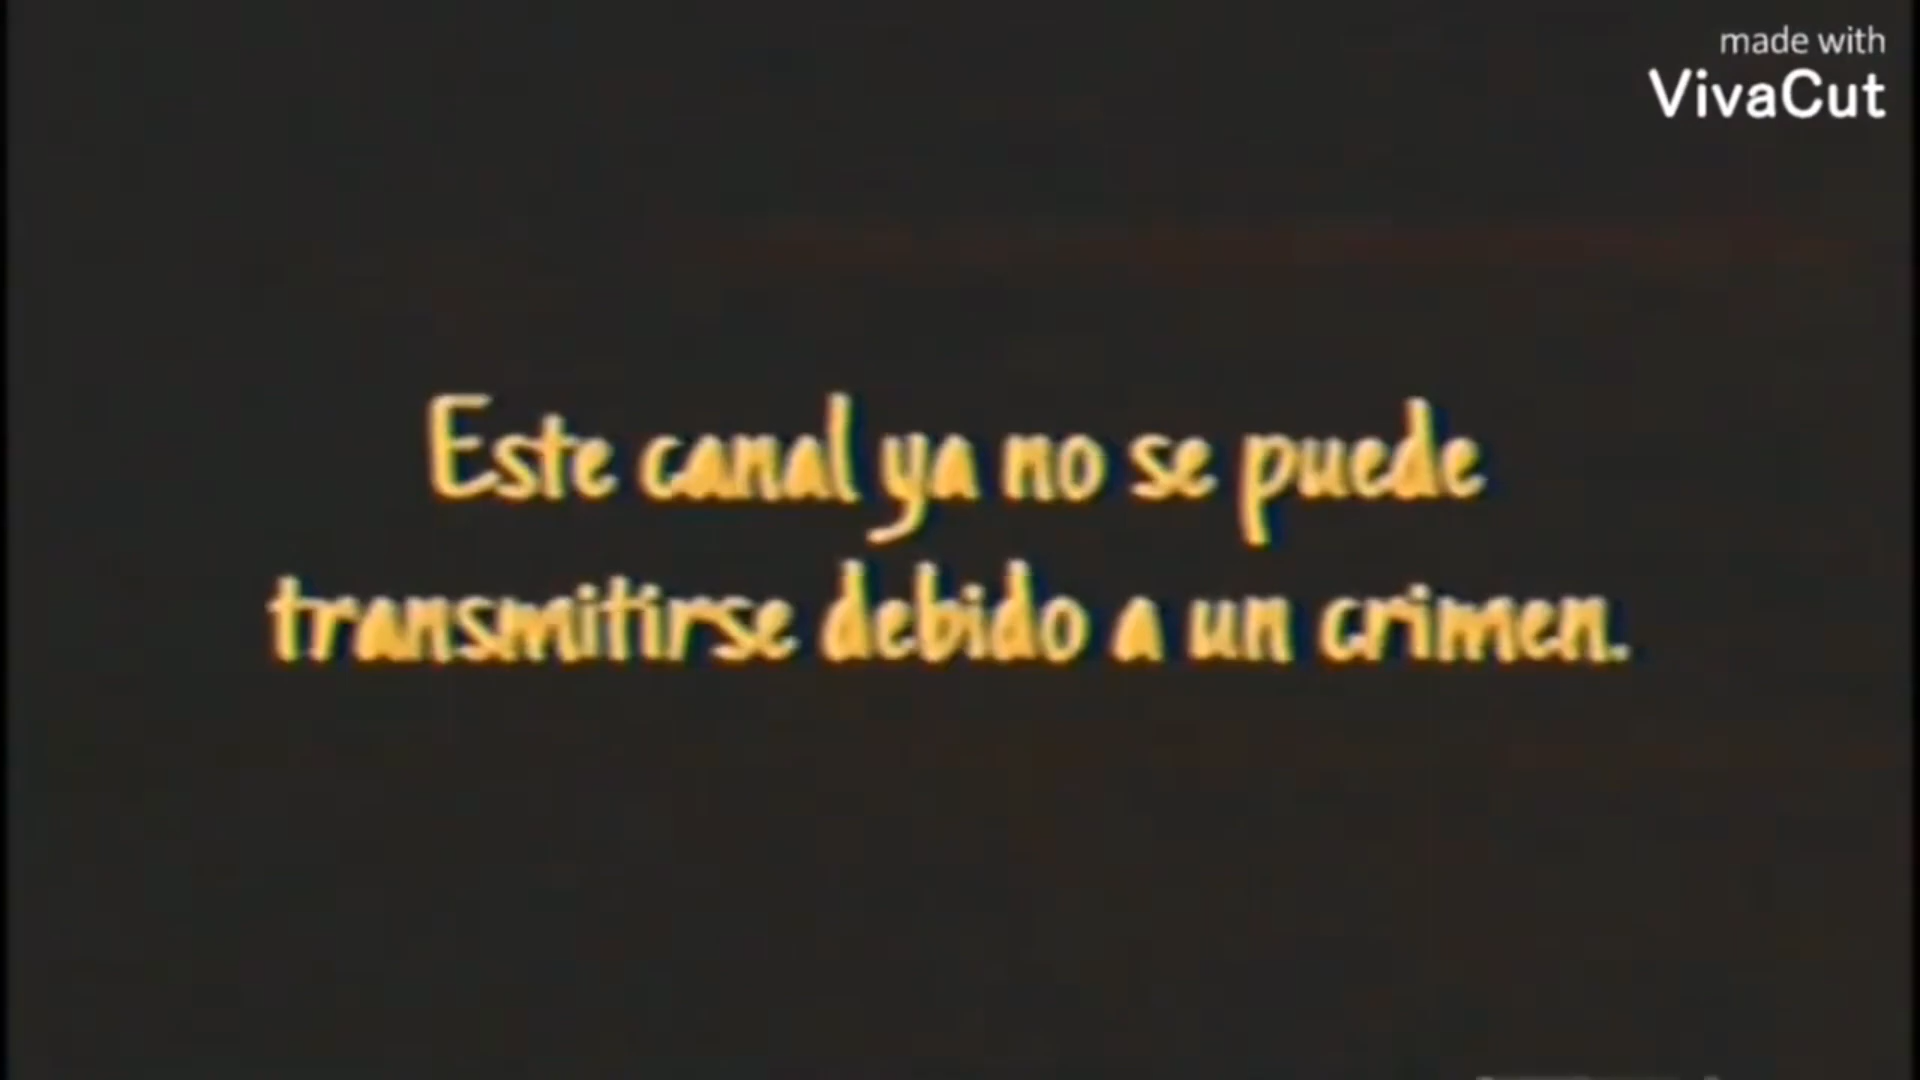 made with
VivaCut
Este canal ya no se puede
transmitirse debido a un crimen.